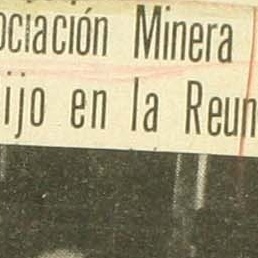 ociación Minera
ijo en la Reun